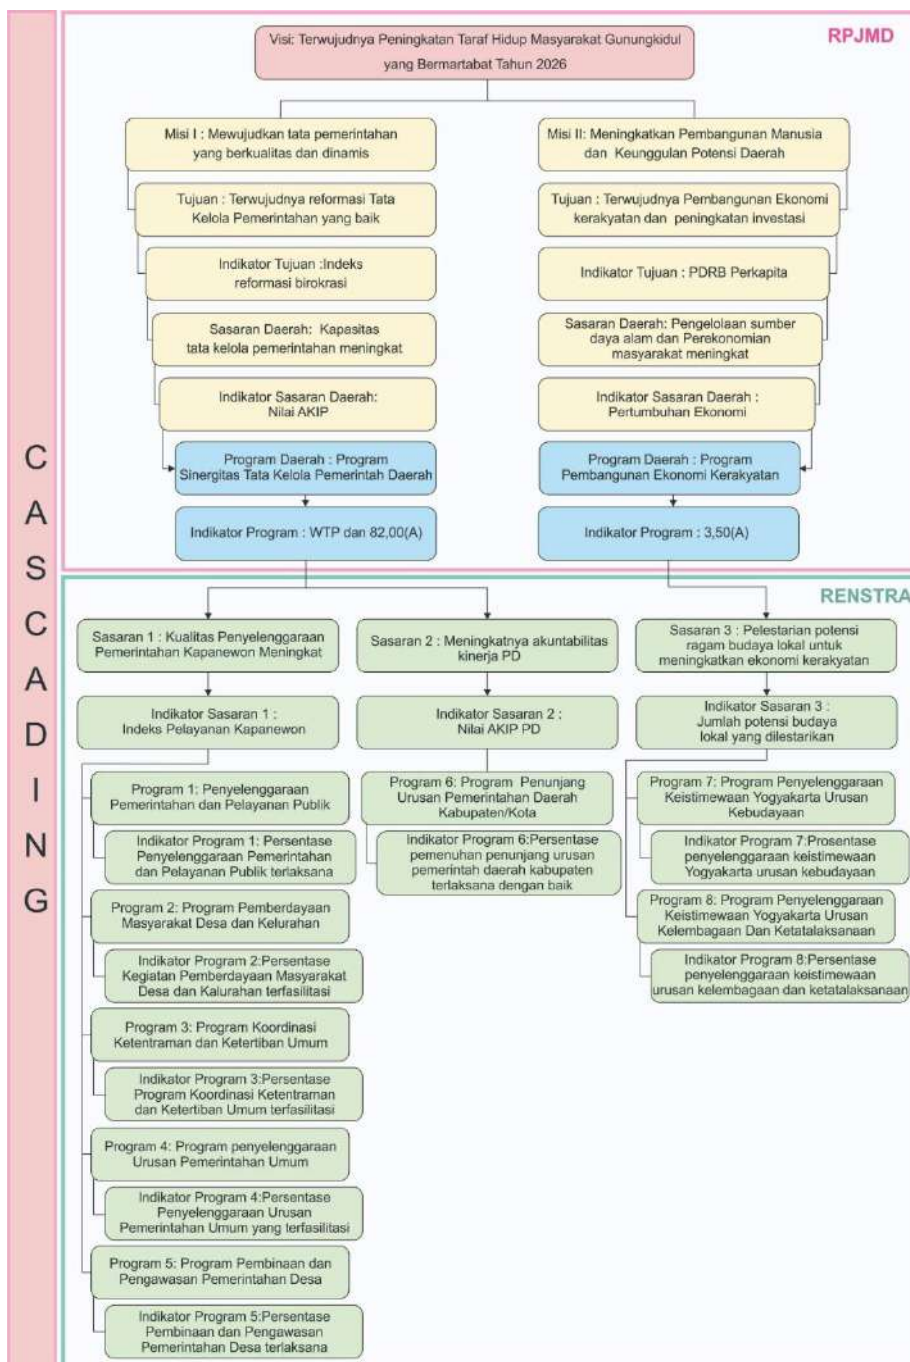 CASCADING
RPJMD
Visi: Terwujudnya Peningkatan Taraf Hidup Masyarakat Gunungkidul
yang Bermartabat Tahun 2026
Misi I : Mewujudkan tata pemerintahan
yang berkualitas dan dinamis
Tujuan : Terwujudnya reformasi Tata
Kelola Pemerintahan yang baik
Indikator Tujuan :Indeks
reformasi birokrasi
Sasaran Daerah: Kapasitas
tata kelola pemerintahan meningkat
Indikator Sasaran Daerah:
Nilai AKIP
Program Daerah : Program
Sinergitas Tata Kelola Pemerintah Daerah
Indikator Program : WTP dan 82,00(A)
Misi II: Meningkatkan Pembangunan Manusia
dan Keunggulan Potensi Daerah
Tujuan : Terwujudnya Pembangunan Ekonomi
kerakyatan dan peningkatan investasi
Indikator Tujuan : PDRB Perkapita
Sasaran Daerah: Pengelolaan sumber
daya alam dan Perekonomian
masyarakat meningkat
Indikator Sasaran Daerah :
Pertumbuhan Ekonomi
Program Daerah : Program
Pembangunan Ekonomi Kerakyatan
Indikator Program : 3,50(A)
RENSTRA
Sasaran 1 : Kualitas Penyelenggaraan
Pemerintahan Kapanewon Meningkat
Indikator Sasaran 1 :
Indeks Pelayanan Kapanewon
Program 1: Penyelenggaraan
Pemerintahan dan Pelayanan Publik
Indikator Program 1: Persentase
Penyelenggaraan Pemerintahan
dan Pelayanan Publik terlaksana
Program 2: Program Pemberdayaan
Masyarakat Desa dan Kelurahan
Indikator Program 2:Persentase
Kegiatan Pemberdayaan Masyarakat
Desa dan Kalurahan terfasilitasi
Program 3: Program Koordinasi
Ketentraman dan Ketertiban Umum
Indikator Program 3:Persentase
Program Koordinasi Ketentraman
dan Ketertiban Umum terfasilitasi
Program 4: Program penyelenggaraan
Urusan Pemerintahan Umum
Indikator Program 4:Persentase
Penyelenggaraan Urusan
Pemerintahan Umum yang terfasilitasi
Program 5: Program Pembinaan dan
Pengawasan Pemerintahan Desa
Indikator Program 5:Persentase
Pembinaan dan Pengawasan
Pemerintahan Desa terlaksana
Sasaran 2 : Meningkatnya akuntabilitas
kinerja PD
Indikator Sasaran 2 :
Nilai AKIP PD
Program 6: Program Penunjang
Urusan Pemerintahan Daerah
Kabupaten/Kota
Indikator Program 6:Persentase
pemenuhan penunjang urusan
pemerintah daerah kabupaten
terlaksana dengan baik
Sasaran 3 : Pelestarian potensi
ragam budaya lokal untuk
meningkatkan ekonomi kerakyatan
Indikator Sasaran 3 :
Jumlah potensi budaya
lokal yang dilestarikan
Program 7: Program Penyelenggaraan
Keistimewaan Yogyakarta Urusan
Kebudayaan
Indikator Program 7:Prosentase
penyelenggaraan keistimewaan
Yogyakarta urusan kebudayaan
Program 8: Program Penyelenggaraan
Keistimewaan Yogyakarta Urusan
Kelembagaan Dan Ketatalaksanaan
Indikator Program 8:Persentase
penyelenggaraan keistimewaan
urusan kelembagaan dan ketatalaksanaan